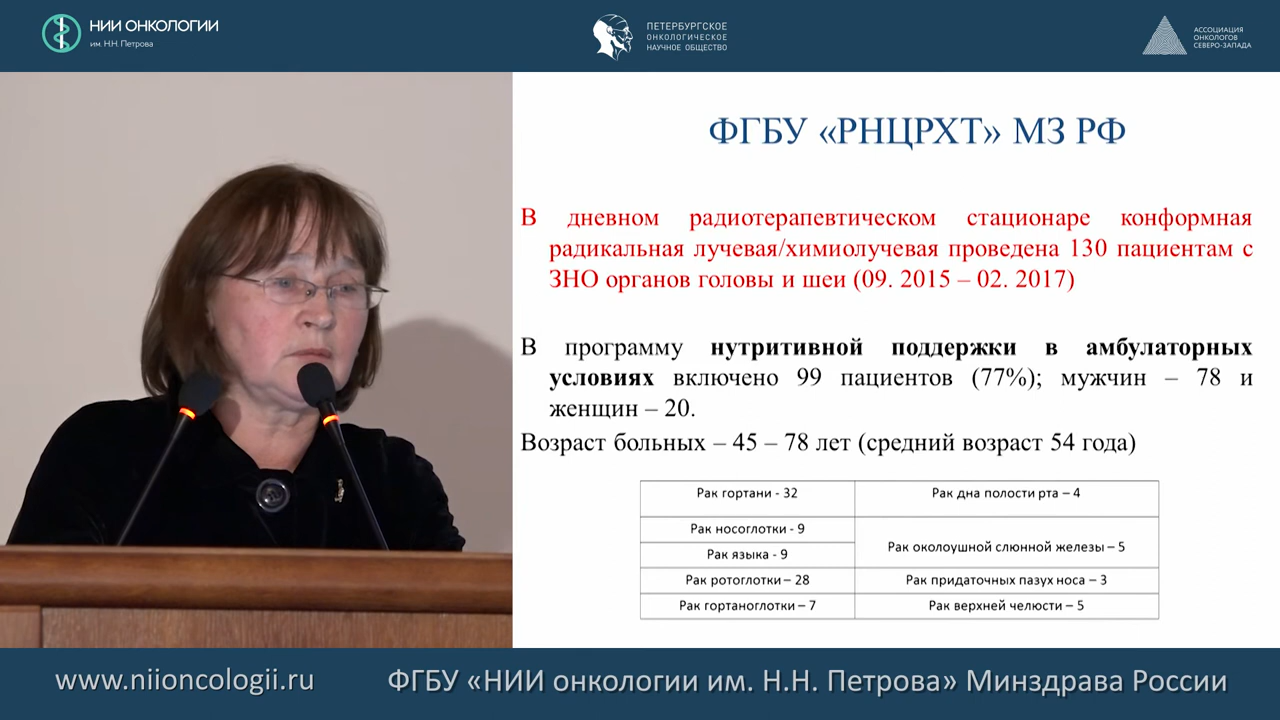 НИИ ОНКОЛОГИИ
им. Н.Н. Петрова
ПЕТЕРБУРГСКОЕ
ОНКОЛОГИЧЕСКОЕ
НАУЧНОЕ ОБЩЕСТВО
АССОЦИАЦИЯ
ОНКОЛОГОВ
СЕВЕРО-ЗАПАДА
ФГБУ «РНЦРХТ» МЗ РФ
В дневном радиотерапевтическом стационаре конформная
радикальная лучевая/химиолучевая проведена 130 пациентам с
ЗНО органов головы и шеи (09. 2015 – 02. 2017)
В программу нутритивной поддержки в амбулаторных
условиях включено 99 пациентов (77%); мужчин – 78 и
женщин – 20.
Возраст больных – 45 – 78 лет (средний возраст 54 года)
Рак гортани - 32
Рак дна полости рта – 4
Рак носоглотки - 9
Рак околоушной слюнной железы – 5
Рак языка - 9
Рак ротоглотки – 28
Рак придаточных пазух носа – 3
Рак гортаноглотки – 7
Рак верхней челюсти – 5
www.niioncologii.ru
ФГБУ «НИИ онкологии им. Н.Н. Петрова» Минздрава России